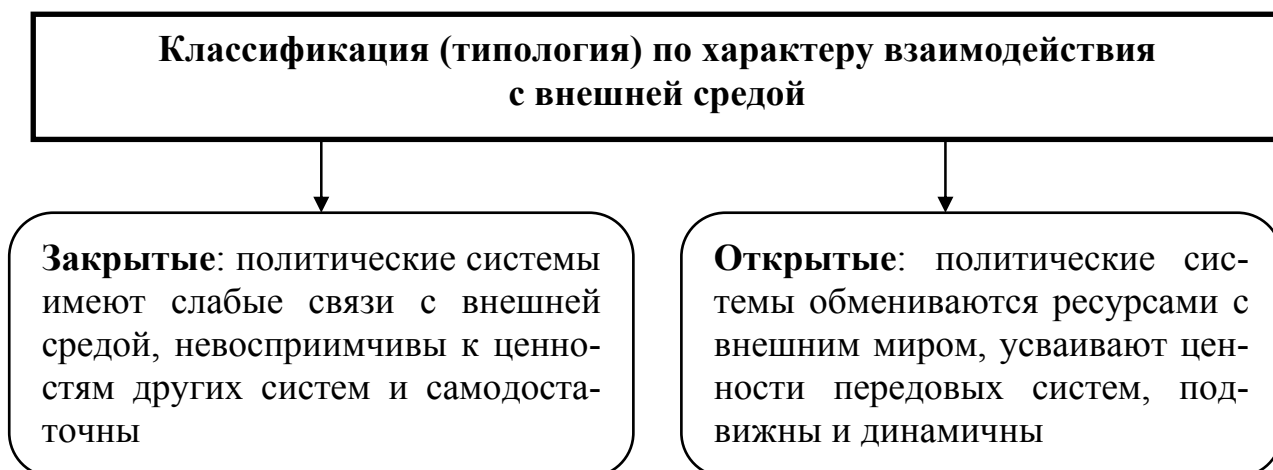 Классификация (типология) по характеру взаимодействия
с внешней средой
Закрытые: политические системы
имеют слабые связи с внешней
средой, невосприимчивы к ценно-
стям других систем и самодоста-
точны
Открытые: политические сис-
темы обмениваются ресурсами с
внешним миром, усваивают цен-
ности передовых систем, под-
вижны и динамичны